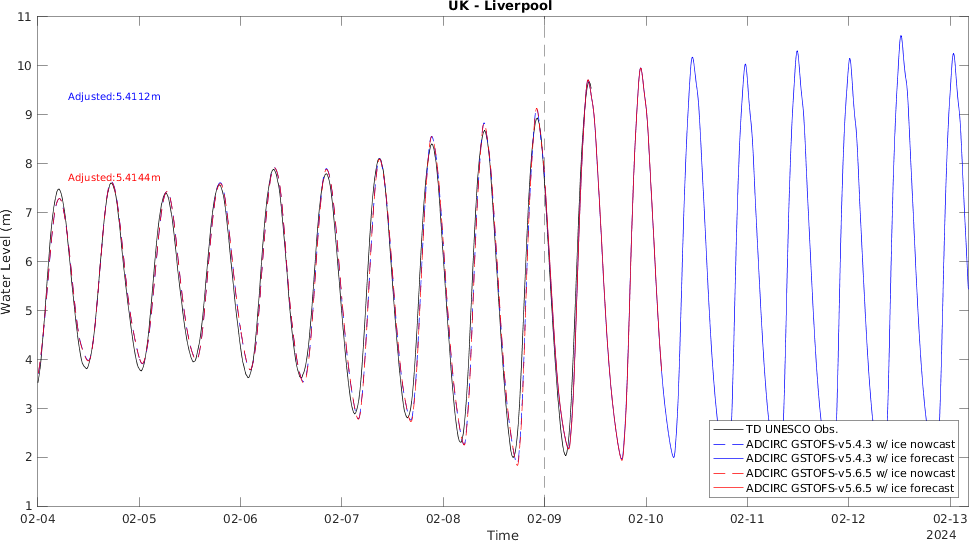 UK - Liverpool
11
10
9
8
7
6
5
4
3
2
1
Water Level (m)
Adjusted:5.4112m
Adjusted:5.4144m
TD UNESCO Obs.
ADCIRC GSTOFS-v5.4.3 w/ ice nowcast
ADCIRC GSTOFS-v5.4.3 w/ ice forecast
ADCIRC GSTOFS-v5.6.5 w/ ice nowcast
ADCIRC GSTOFS-v5.6.5 w/ ice forecast
02-04 02-05 02-06 02-07 02-08 02-09 02-10 02-11 02-12 02-13
Time
2024